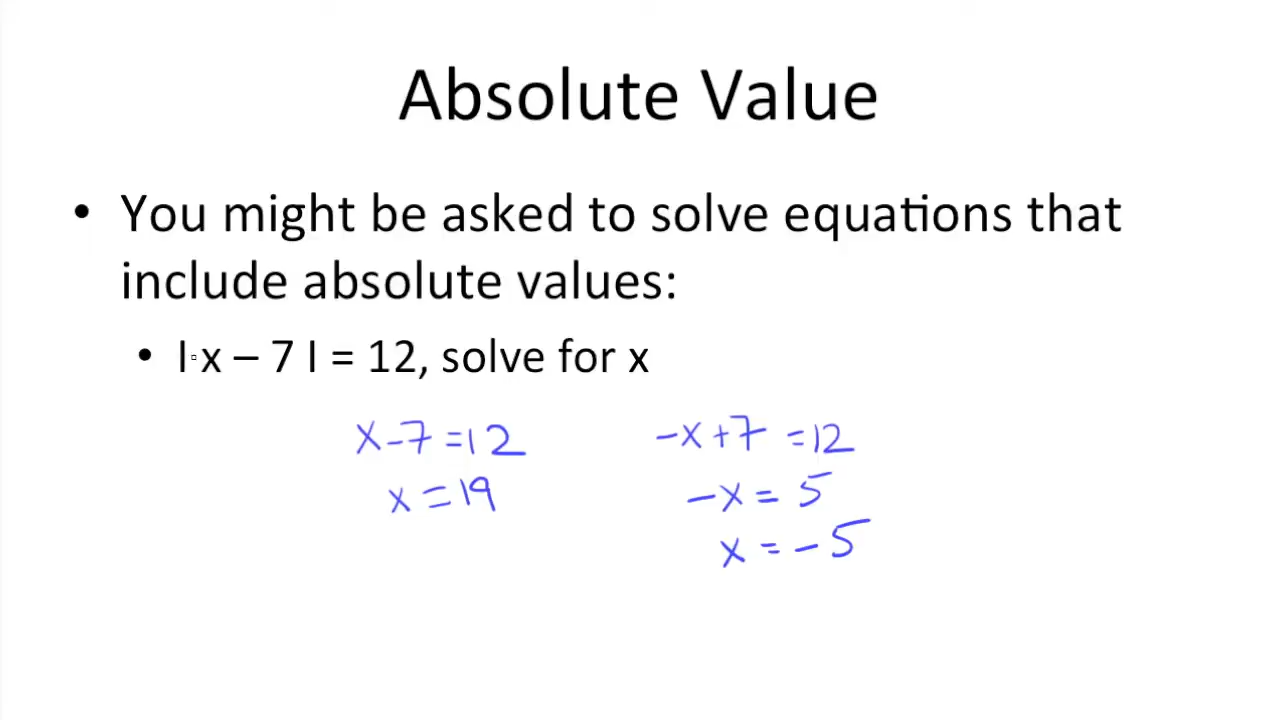 Absolute Value
• You might be asked to solve equations that
include absolute values:
• I x – 7 I = 12, solve for x
x-7=12
x=19
-x+7=12
-x=5
x=-5